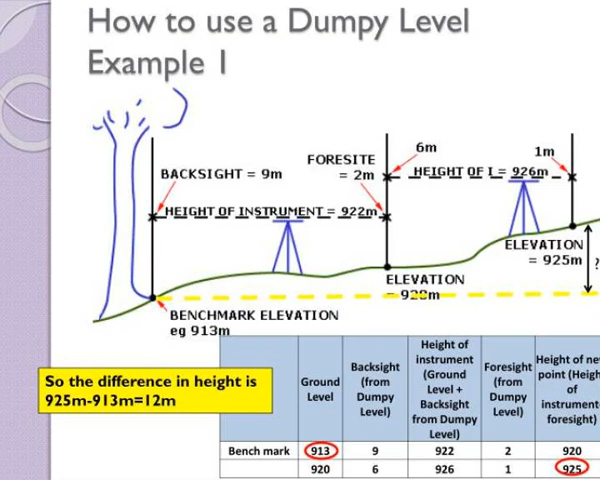 How to use a Dumpy Level
Example 1
6m
1m
FORESITE
= 2m
BACKSIGHT = 9m
HEIGHT OF I = 926m
HEIGHT OF INSTRUMENT = 922m
ELEVATION
= 925m
?
ELEVATION
= 920m
BENCHMARK ELEVATION
eg 913m
So the difference in height is
925m-913m=12m
Ground
Level
Backsight
(from
Dumpy
Level)
Height of
instrument
(Ground
Level +
Backsight
from Dumpy
Level)
Foresight
(from
Dumpy
Level)
Height of new
point (Heigh
of
instrument-
foresight)
Bench mark 913 9 922 2 920
920 6 926 1 925